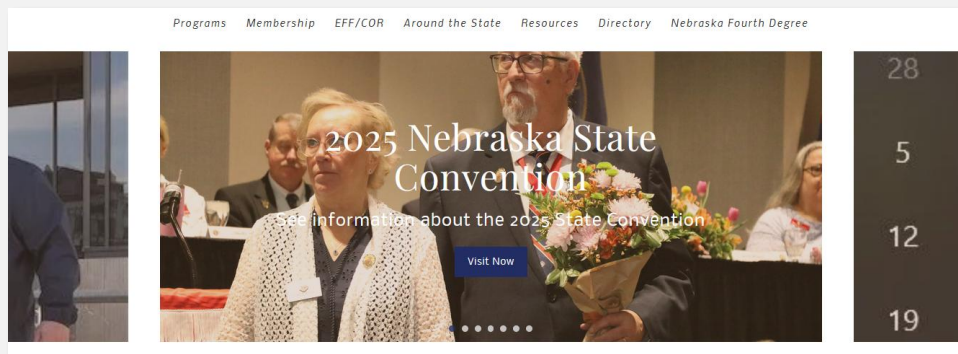 Programs Membership EFF/COR Around the State Resources Directory Nebraska Fourth Degree
2025 Nebraska State
Convention
See information about the 2025 State Convention
Visit Now
28
5
12
19